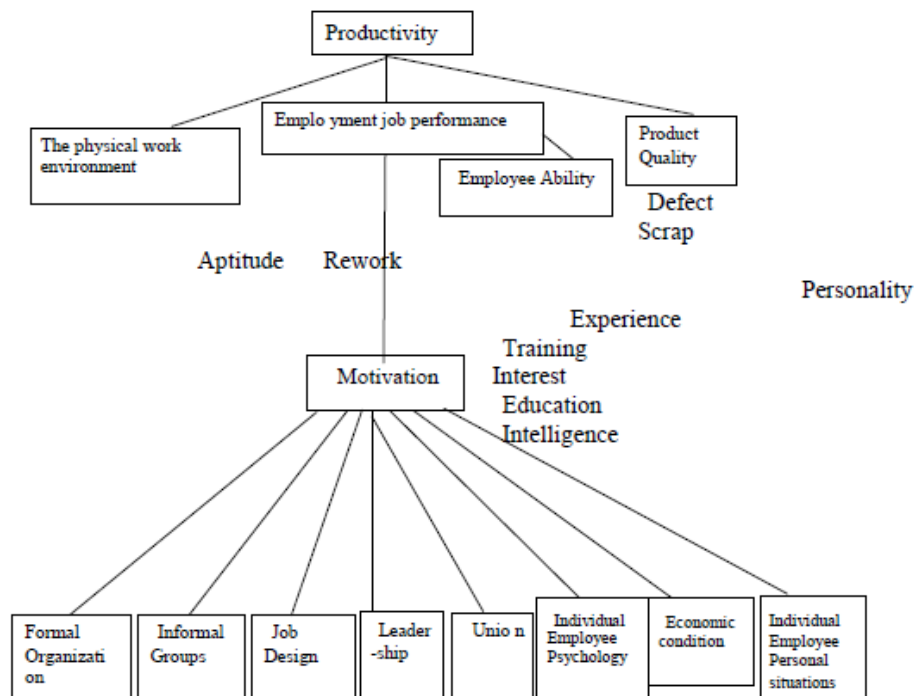 Productivity
Emplo yment job performance
The physical work
environment
Product
Quality
Employee Ability
Defect
Scrap
Aptitude Rework
Personality
Experience
Training
Motivation
Interest
Education
Intelligence
Formal
Organizati
on
Informal
Groups
Job
Design
Leader
-ship
Unio n
Individual
Employee
Psychology
Economic
condition
Individual
Employee
Personal
situations